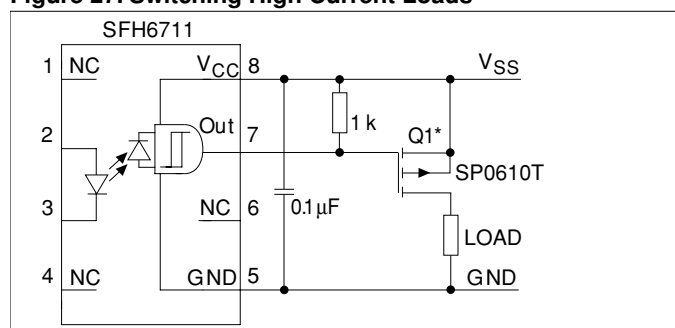 Figure 27. Switching High Current Loads
SFH6711
1 NC
VCC 8
VSS
2
Out 7
1 k
Q1*
SP0610T
3
NC 6
0.1µF
LOAD
4 NC
GND 5
GND